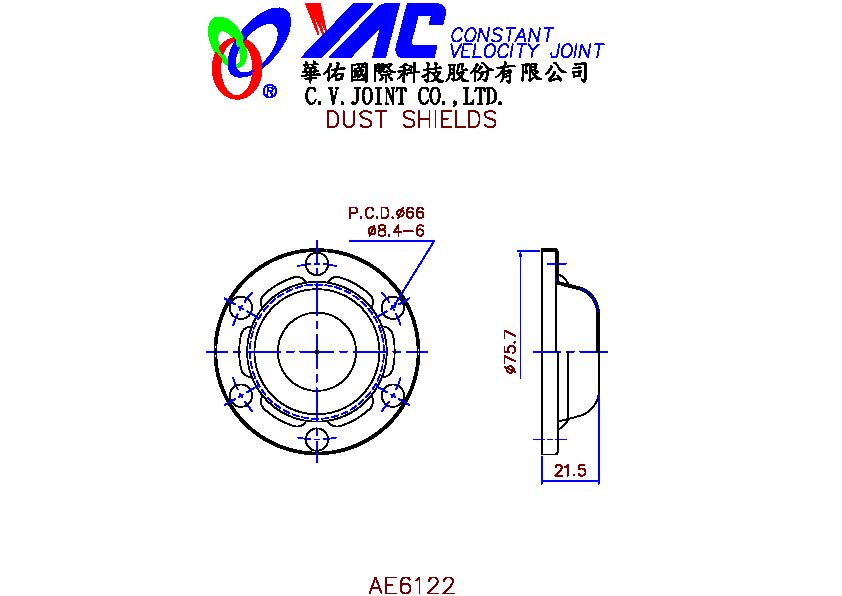 YAC CONSTANT
VELOCITY JOINT
®
華佑國際科技股份有限公司
C.V.JOINT CO.,LTD.
DUST SHIELDS
P.C.D.ø66
ø8.4-6
ø75.7
21.5
AE6122